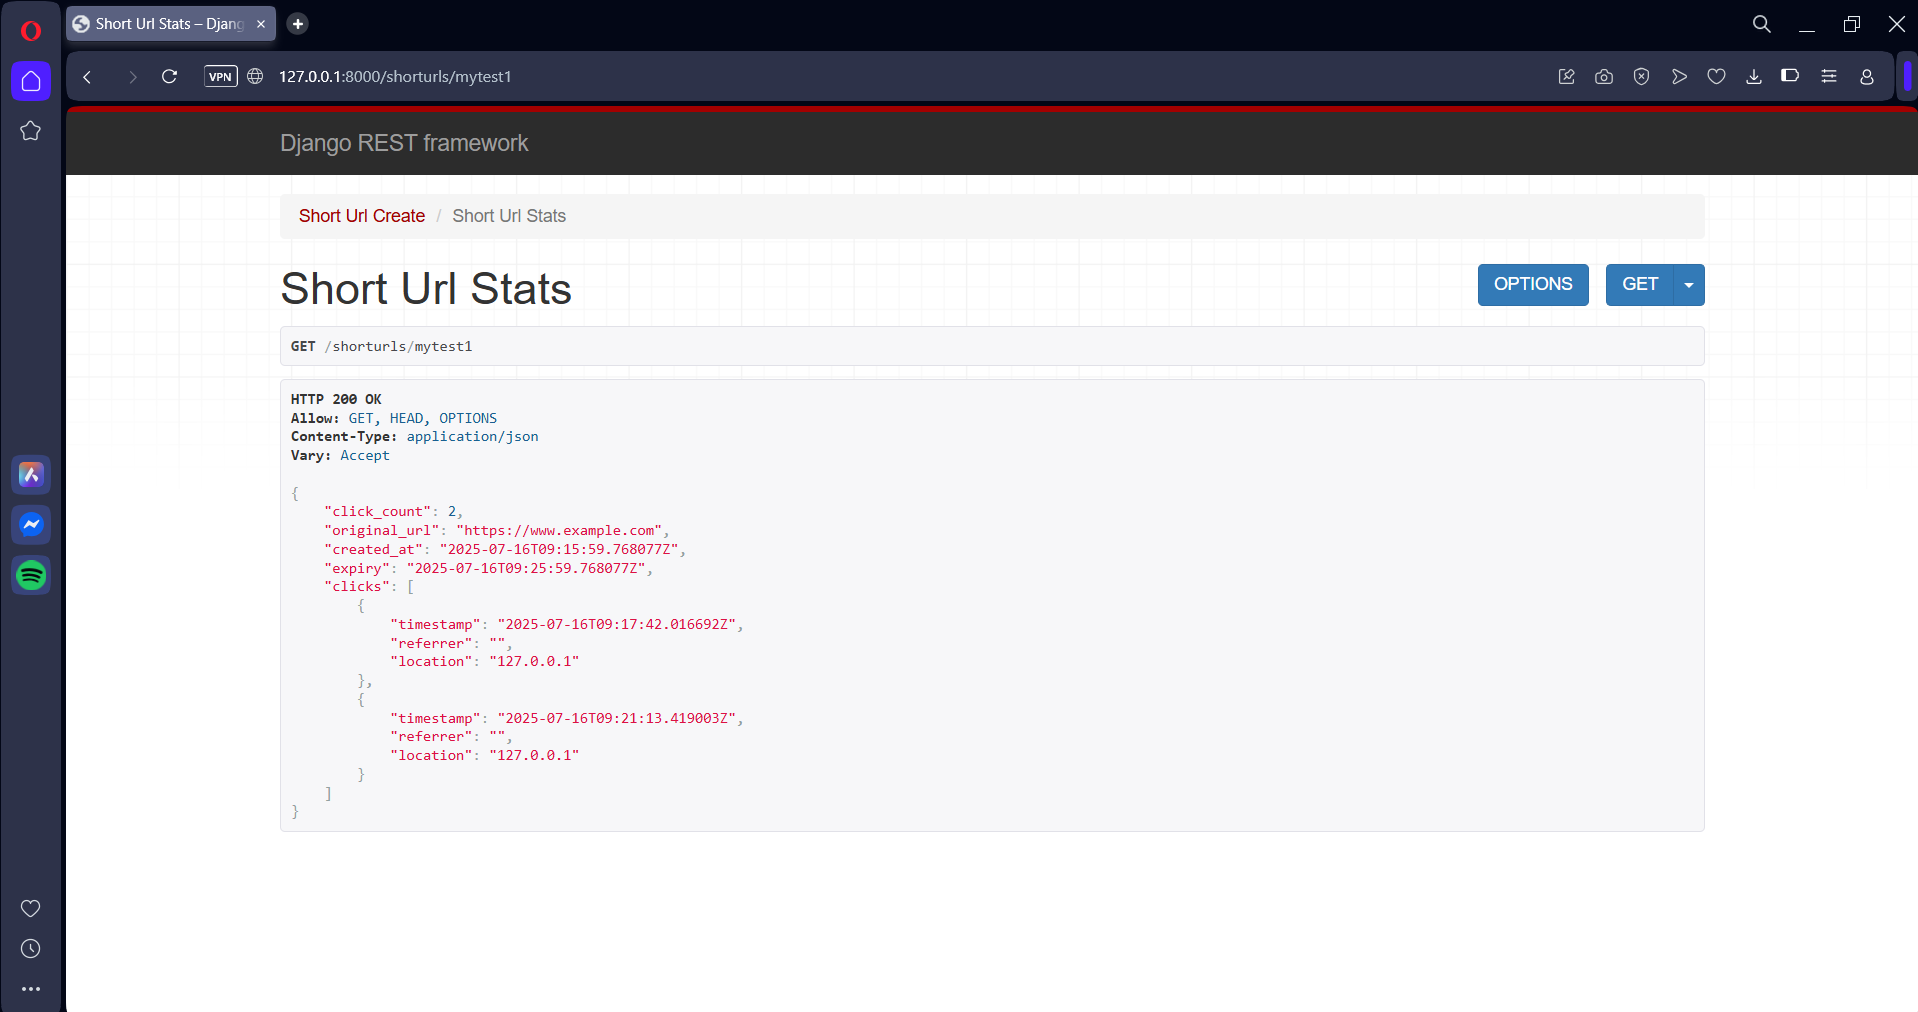 Short Url Stats – Djang
VPN
127.0.0.1:8000/shorturls/mytest1
Django REST framework
Short Url Create / Short Url Stats
Short Url Stats
OPTIONS
GET
GET /shorturls/mytest1
HTTP 200 OK
Allow: GET, HEAD, OPTIONS
Content-Type: application/json
Vary: Accept
{
    "click_count": 2,
    "original_url": "https://www.example.com",
    "created_at": "2025-07-16T09:15:59.768077Z",
    "expiry": "2025-07-16T09:25:59.768077Z",
    "clicks": [
        {
            "timestamp": "2025-07-16T09:17:42.016692Z",
            "referrer": "",
            "location": "127.0.0.1"
        },
        {
            "timestamp": "2025-07-16T09:21:13.419003Z",
            "referrer": "",
            "location": "127.0.0.1"
        }
    ]
}